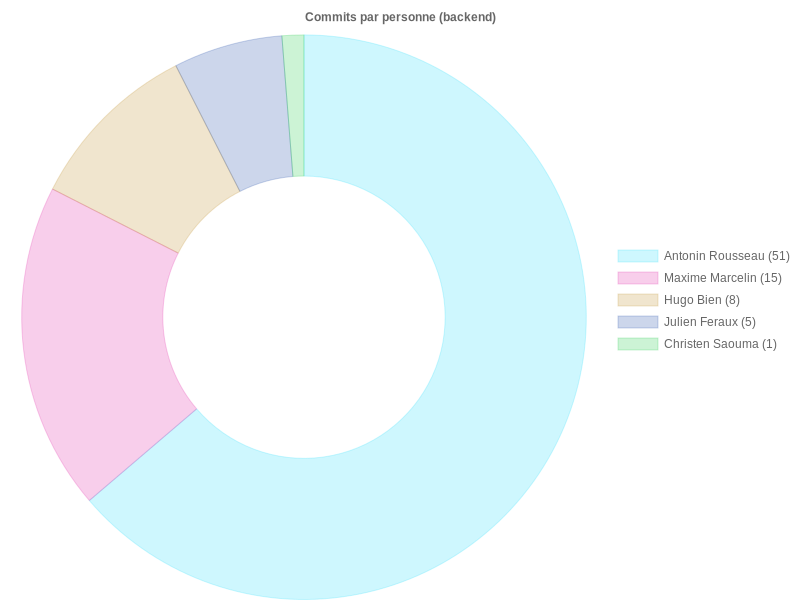 Commits par personne (backend)
Antonin Rousseau (51)
Maxime Marcelin (15)
Hugo Bien (8)
Julien Feraux (5)
Christen Saouma (1)